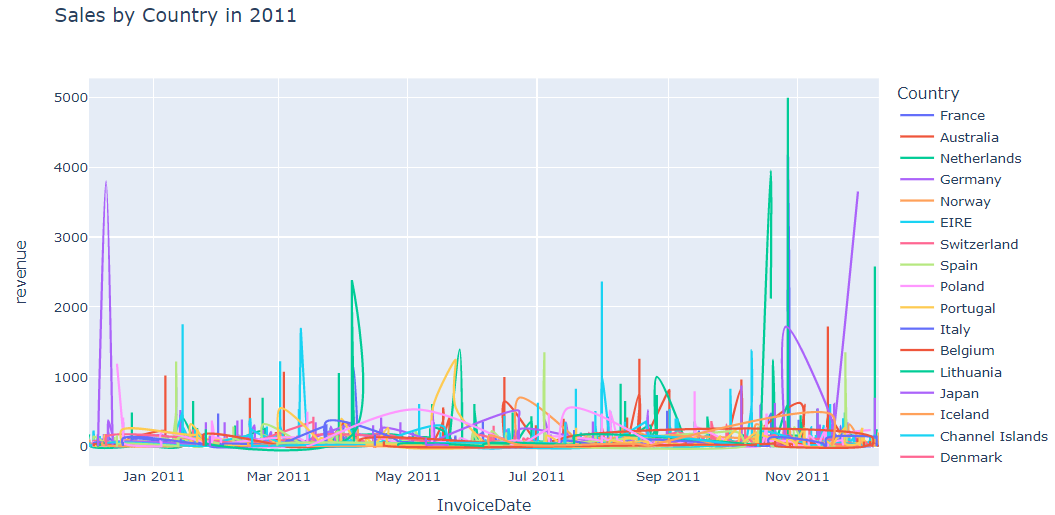 Sales by Country in 2011
5000
4000
3000
2000
1000
0
revenue
Jan 2011
Mar 2011
May 2011
Jul 2011
Sep 2011
Nov 2011
InvoiceDate
Country
France
Australia
Netherlands
Germany
Norway
EIRE
Switzerland
Spain
Poland
Portugal
Italy
Belgium
Lithuania
Japan
Iceland
Channel Islands
Denmark